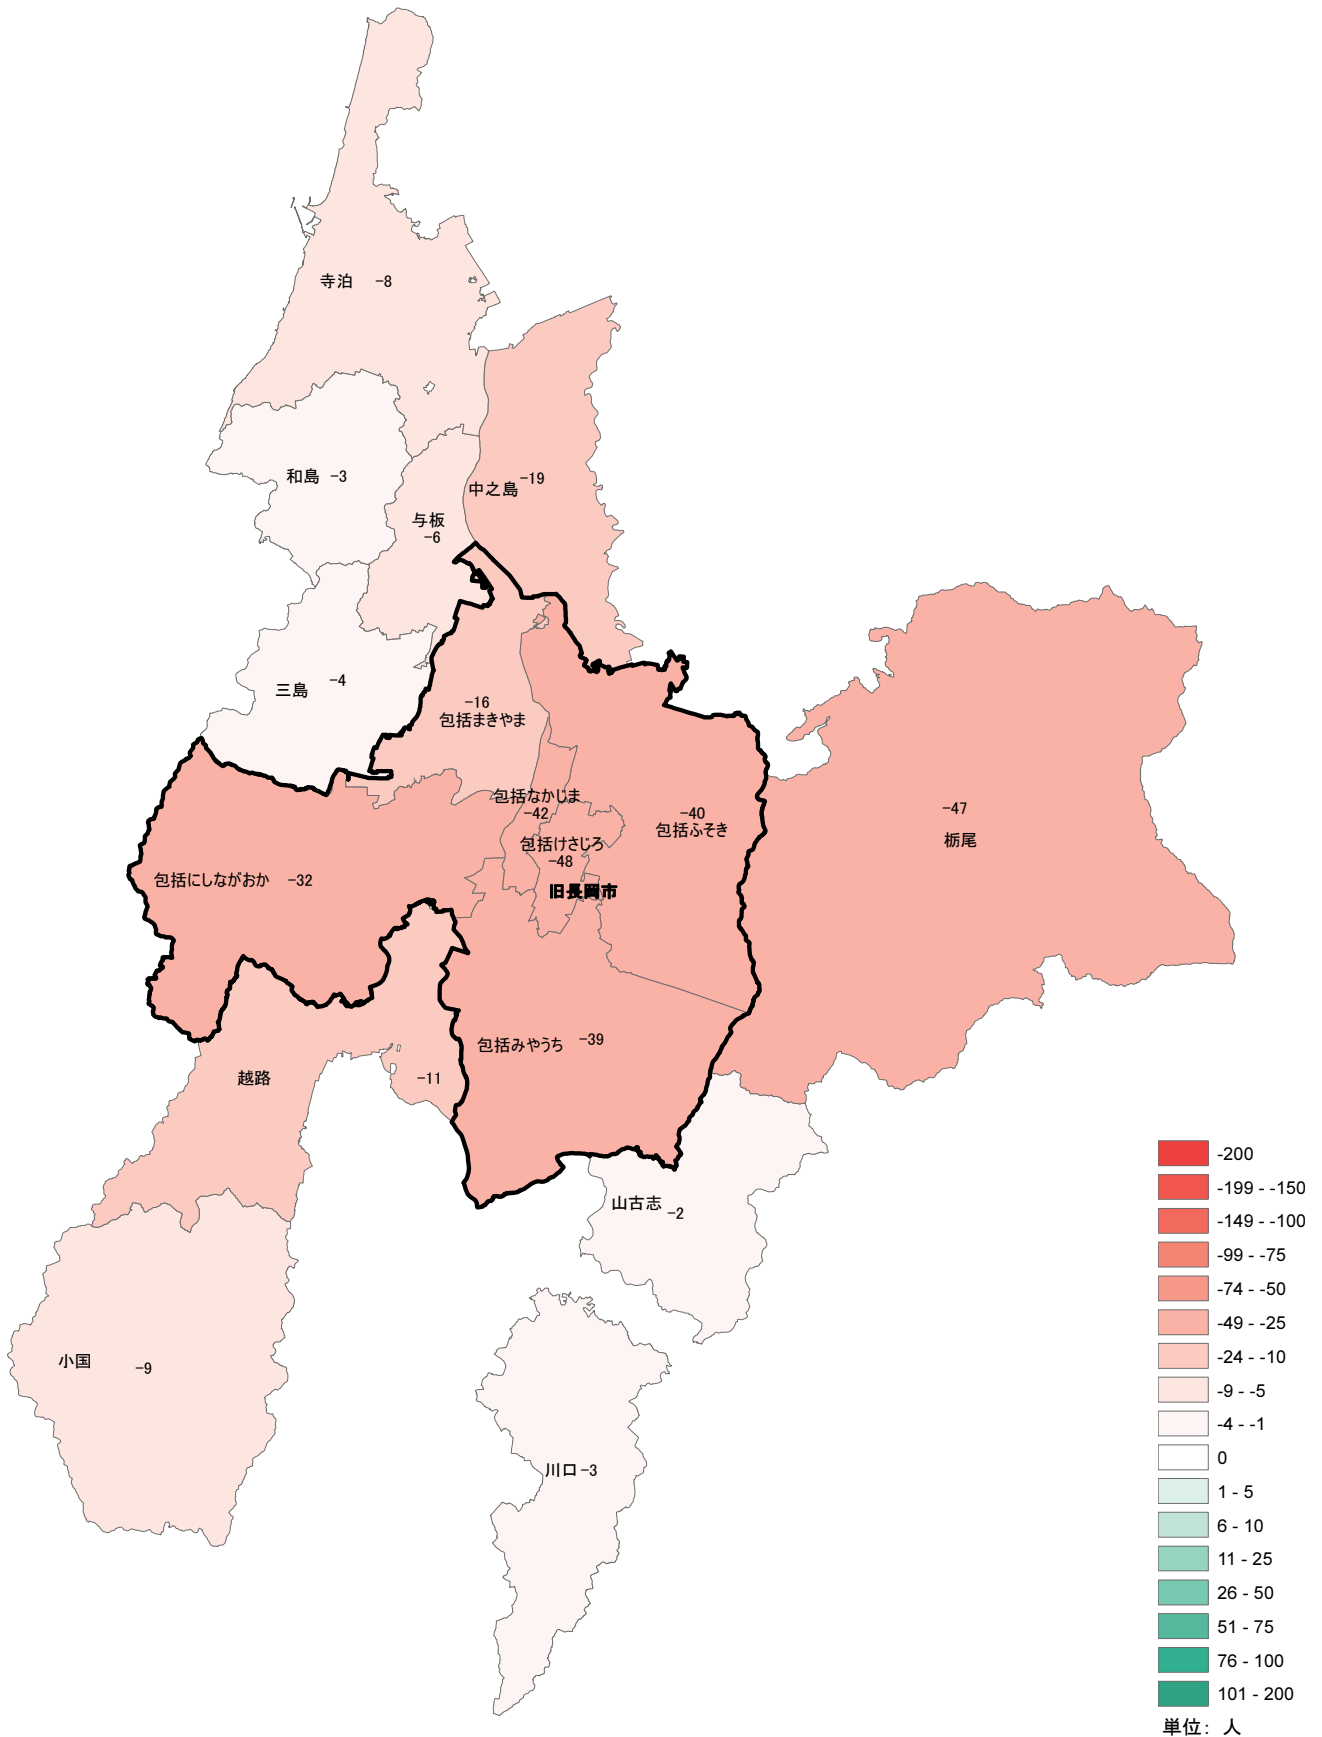 寺泊 -8
和島 -3
中之島 -19
与板
-6
三島 -4
-16
包括まきやま
包括なかじま
-42
-40
包括ふそき
-47
栃尾
包括けさじろ
-48
旧長岡市
包括にしながおか -32
包括みやうち -39
越路 -11
山古志 -2
小国 -9
川口 -3
-200
-199 - -150
-149 - -100
-99 - -75
-74 - -50
-49 - -25
-24 - -10
-9 - -5
-4 - -1
0
1 - 5
6 - 10
11 - 25
26 - 50
51 - 75
76 - 100
101 - 200
単位: 人